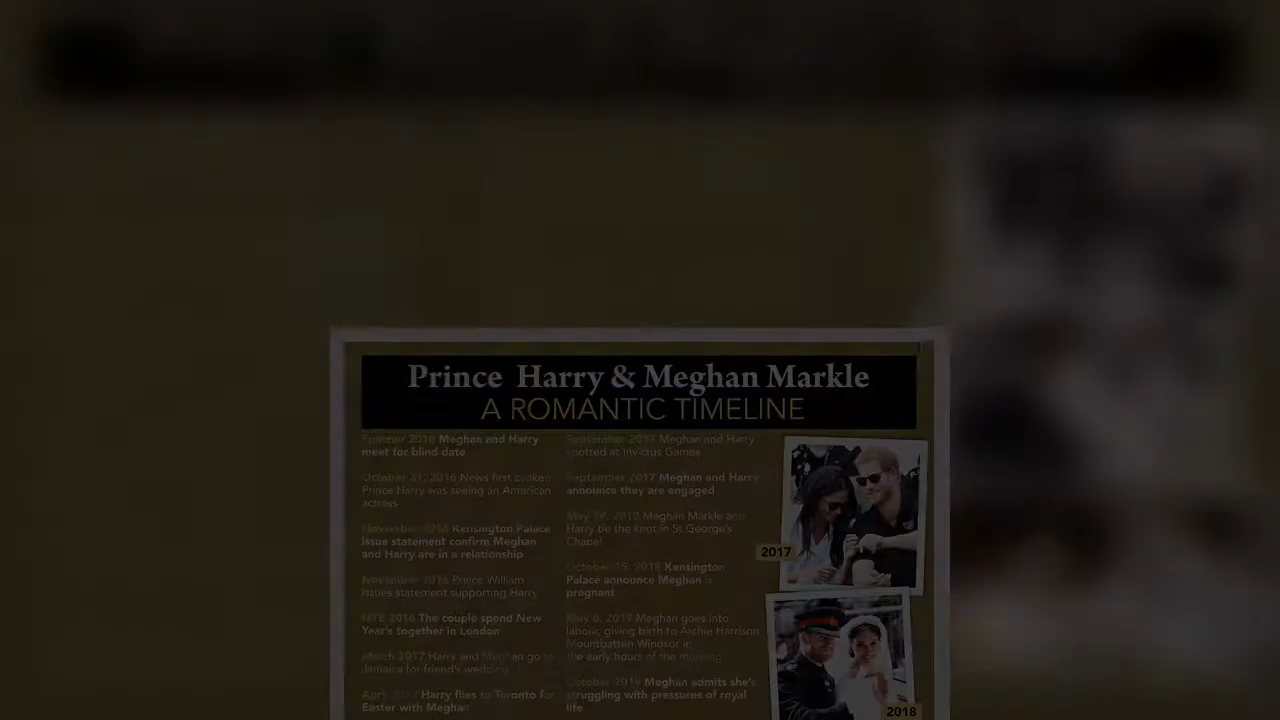 Prince Harry & Meghan Markle
A ROMANTIC TIMELINE
Summer 2016 Meghan and Harry
meet for blind date
October 31, 2016 News first broken
Prince Harry was seeing an American
actress
November 2016 Kensington Palace
issue statement confirm Meghan
and Harry are in a relationship
November 2016 Prince William
issues statement supporting Harry
NYE 2016 The couple spend New
Year's together in London
March 2017 Harry and Meghan go to
Jamaica for friend's wedding
April 2017 Harry flies to Toronto for
Easter with Meghan
September 2017 Meghan and Harry
spotted at Invictus Games
September 2017 Meghan and Harry
announce they are engaged
May 19, 2018 Meghan Markle and
Harry tie the knot in St George's
Chapel
October 15, 2018 Kensington
Palace announce Meghan is
pregnant
May 6, 2019 Meghan goes into
labour, giving birth to Archie Harrison
Mountbatten Windsor in
the early hours of the morning
October 2019 Meghan admits she's
struggling with pressures of royal
life
2017
2018